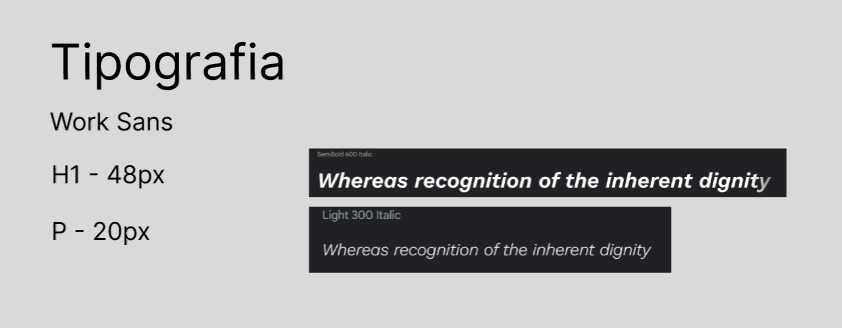 Tipografia
Work Sans
H1 - 48px
SemiBold 600 Italic
Whereas recognition of the inherent dignity
P - 20px
Light 300 Italic
Whereas recognition of the inherent dignity